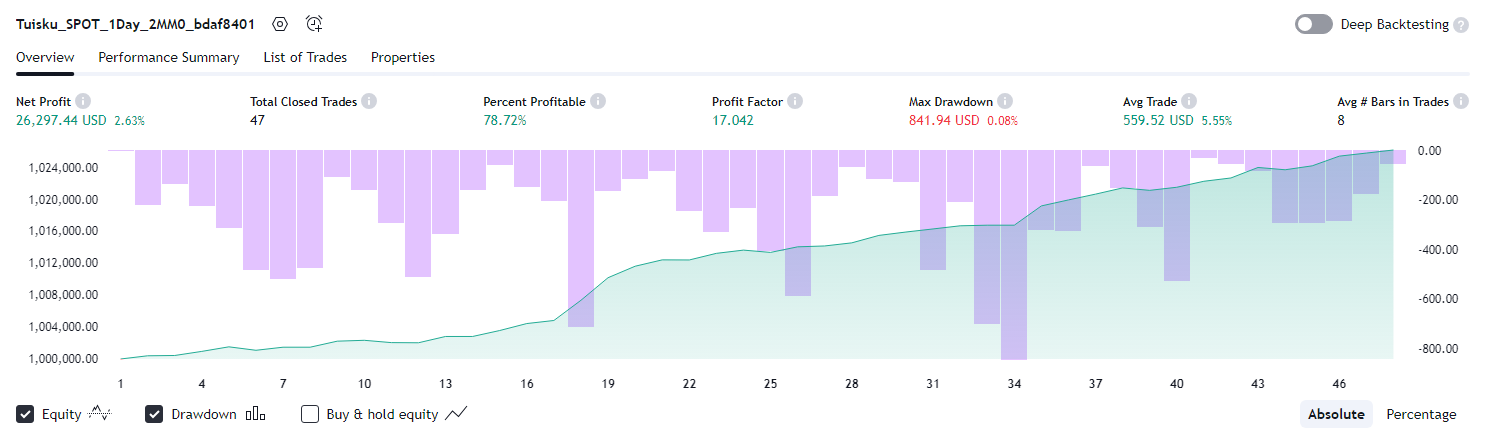 Tuisku_SPOT_1Day_2MM0_bdaf8401
Deep Backtesting ?
Overview Performance Summary List of Trades Properties
Net Profit i Total Closed Trades i Percent Profitable i Profit Factor i Max Drawdown i Avg Trade i Avg # Bars in Trades i
26,297.44 USD 2.63% 47 78.72% 17.042 841.94 USD 0.08% 559.52 USD 5.55% 8
1,024,000.00
1,020,000.00
1,016,000.00
1,012,000.00
1,008,000.00
1,004,000.00
1,000,000.00
0.00
-200.00
-400.00
-600.00
-800.00
1 4 7 10 13 16 19 22 25 28 31 34 37 40 43 46
Equity Drawdown Buy & hold equity Absolute Percentage